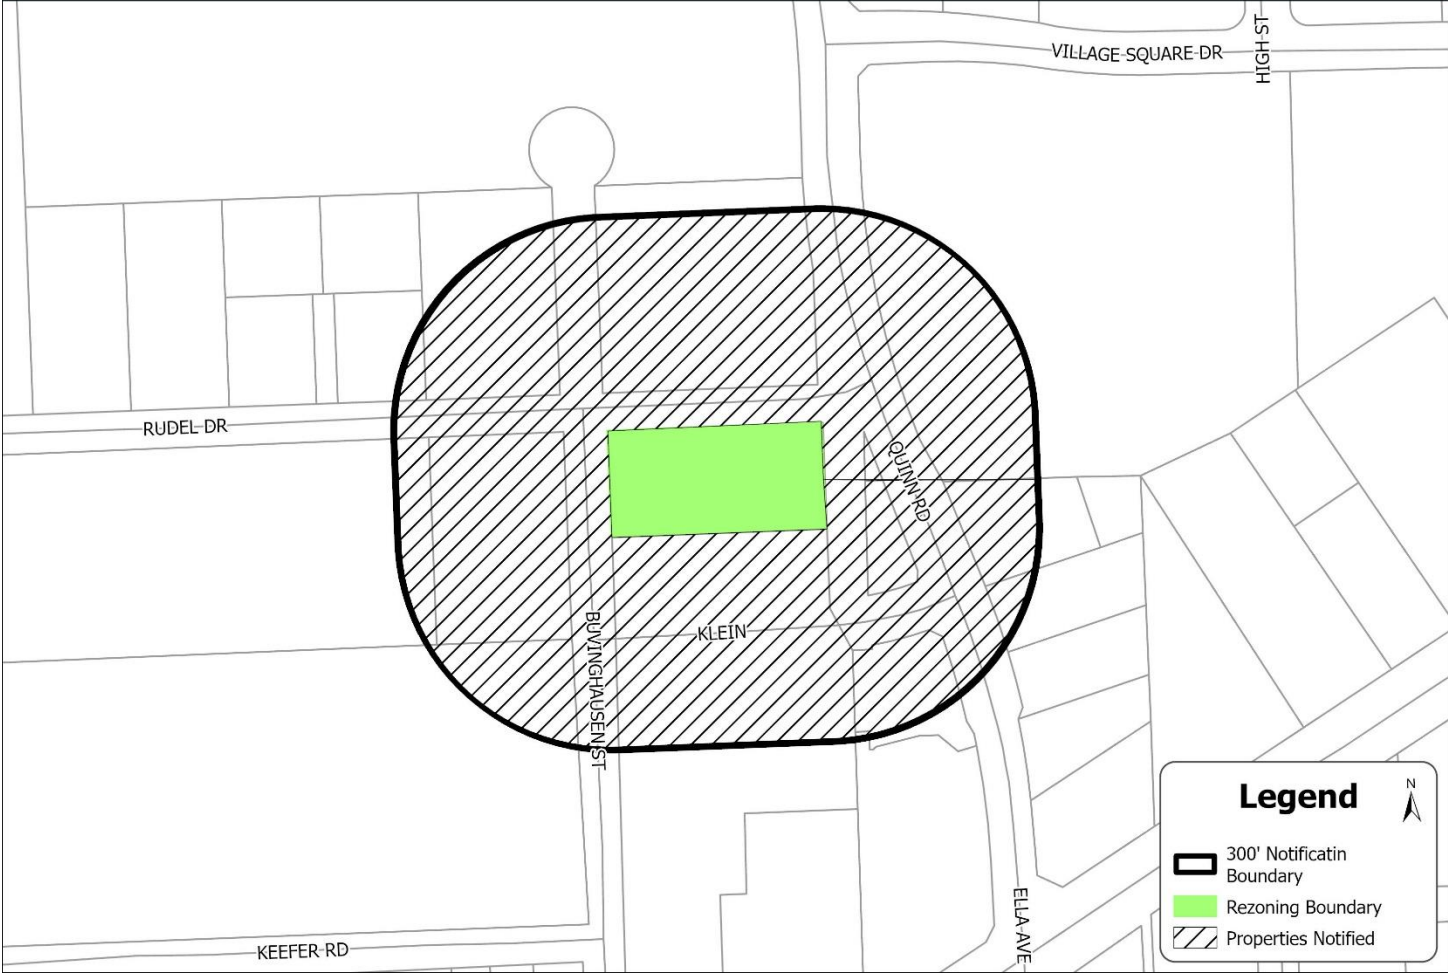 VILLAGE SQUARE DR
HIGH ST
RUDEL DR
QUINN RD
KLEIN
BUVINGHAUSEN ST
KEEFER RD
ELLA AVE
Legend
N
300' Notificatin
Boundary
Rezoning Boundary
Properties Notified